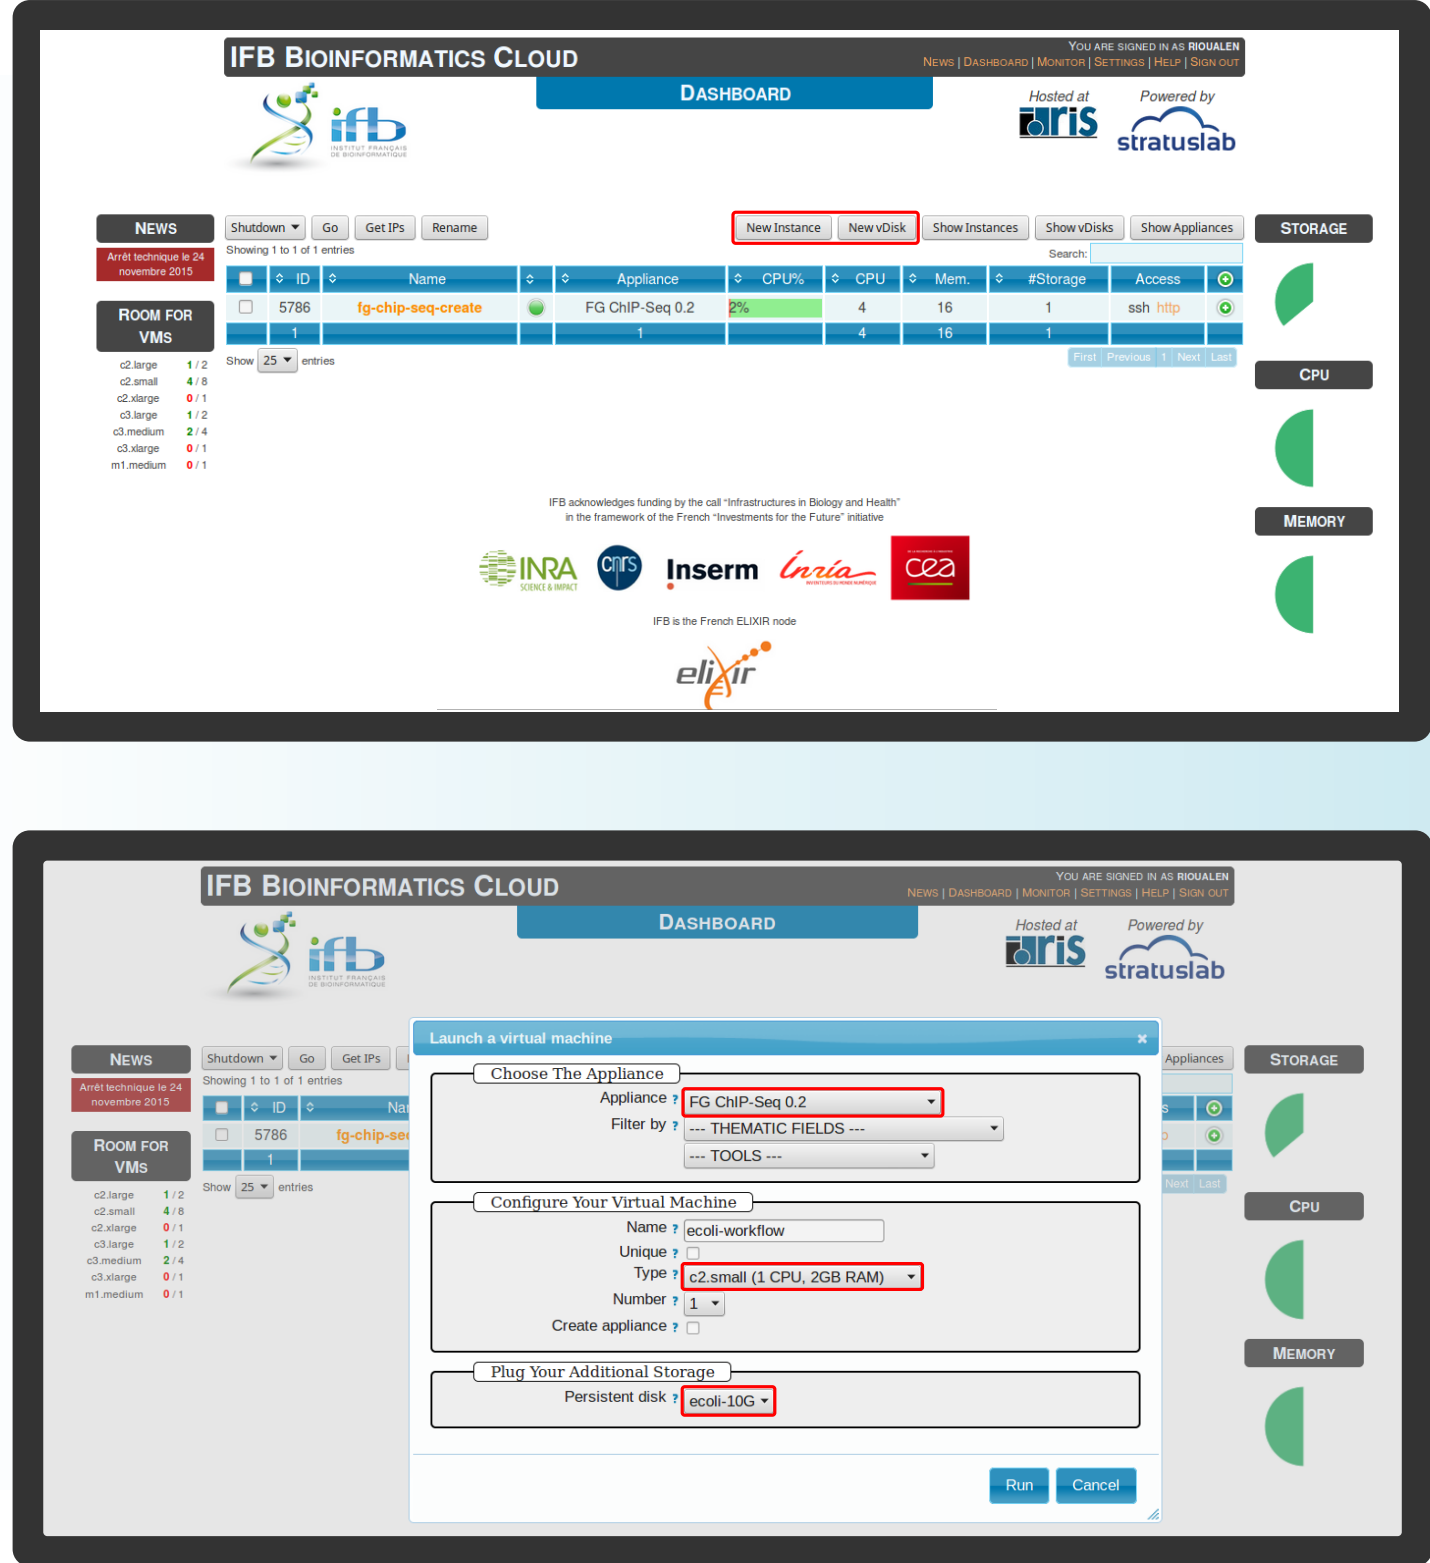 IFB BIOINFORMATICS CLOUD
YOU ARE SIGNED IN AS RIOUALEN
NEWS | DASHBOARD | MONITOR | SETTINGS | HELP | SIGN OUT
DASHBOARD
ifb
INSTITUT FRANÇAIS
DE BIOINFORMATIQUE
Hosted at
idris
Powered by
stratuslab
NEWS
Arrêt technique le 24
novembre 2015
Shutdown Go Get IPs Rename New Instance New vDisk Show Instances Show vDisks Show Appliances
Showing 1 to 1 of 1 entries
Search:
ID Name Appliance CPU% CPU Mem. #Storage Access
5786 fg-chip-seq-create FG ChIP-Seq 0.2 2% 4 16 1 ssh http
1 1 4 16 1
Show 25 entries
First Previous 1 Next Last
ROOM FOR
VMS
c2.large 1 / 2
c2.small 4 / 8
c2.xlarge 0 / 1
c3.large 1 / 2
c3.medium 2 / 4
c3.xlarge 0 / 1
m1.medium 0 / 1
STORAGE
CPU
MEMORY
IFB acknowledges funding by the call “Infrastructures in Biology and Health”
in the framework of the French “Investments for the Future” initiative
INRA
SCIENCE & IMPACT
cnrs
Inserm
Inria
cea
IFB is the French ELIXIR node
elixir
IFB BIOINFORMATICS CLOUD
YOU ARE SIGNED IN AS RIOUALEN
NEWS | DASHBOARD | MONITOR | SETTINGS | HELP | SIGN OUT
DASHBOARD
ifb
INSTITUT FRANÇAIS
DE BIOINFORMATIQUE
Hosted at
idris
Powered by
stratuslab
NEWS
Arrêt technique le 24
novembre 2015
Shutdown Go Get IPs
Appliances
Showing 1 to 1 of 1 entries
ID Na
s
5786 fg-chip-se
p
1
Show 25 entries
Next Last
ROOM FOR
VMS
c2.large 1 / 2
c2.small 4 / 8
c2.xlarge 0 / 1
c3.large 1 / 2
c3.medium 2 / 4
c3.xlarge 0 / 1
m1.medium 0 / 1
Launch a virtual machine
Choose The Appliance
Appliance ? FG ChIP-Seq 0.2
Filter by ? --- THEMATIC FIELDS ---
--- TOOLS ---
Configure Your Virtual Machine
Name ? ecoli-workflow
Unique ?
Type ? c2.small (1 CPU, 2GB RAM)
Number ? 1
Create appliance ?
Plug Your Additional Storage
Persistent disk ? ecoli-10G
Run Cancel
STORAGE
CPU
MEMORY